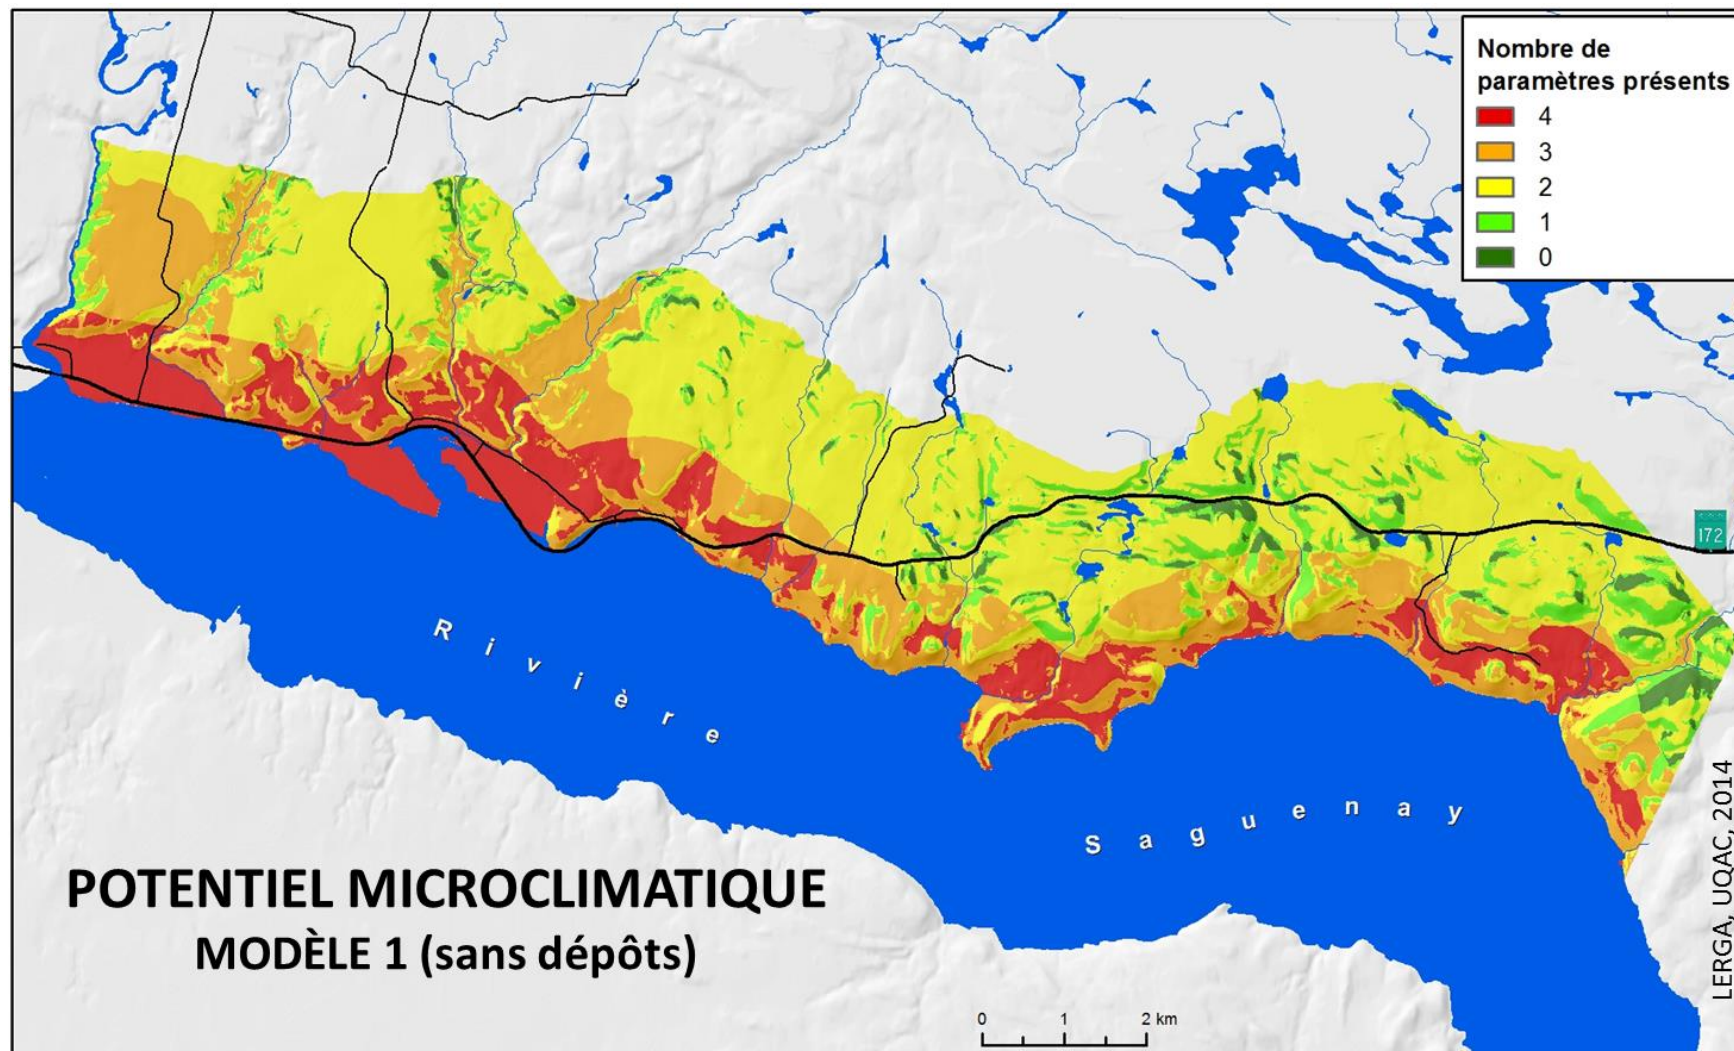 Nombre de
paramètres présents
4
3
2
1
0
172
Rivière
Saguenay
POTENTIEL MICROCLIMATIQUE
MODÈLE 1 (sans dépôts)
0 1 2 km
LERGA, UQAC, 2014